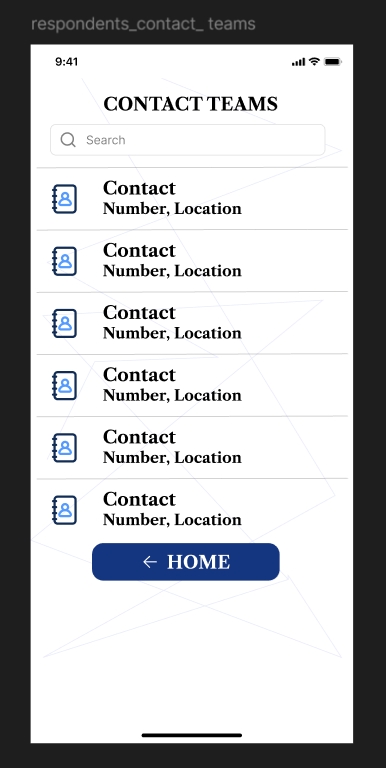 respondents_contact_ teams
9:41
CONTACT TEAMS
Search
Contact
Number, Location
Contact
Number, Location
Contact
Number, Location
Contact
Number, Location
Contact
Number, Location
Contact
Number, Location
HOME